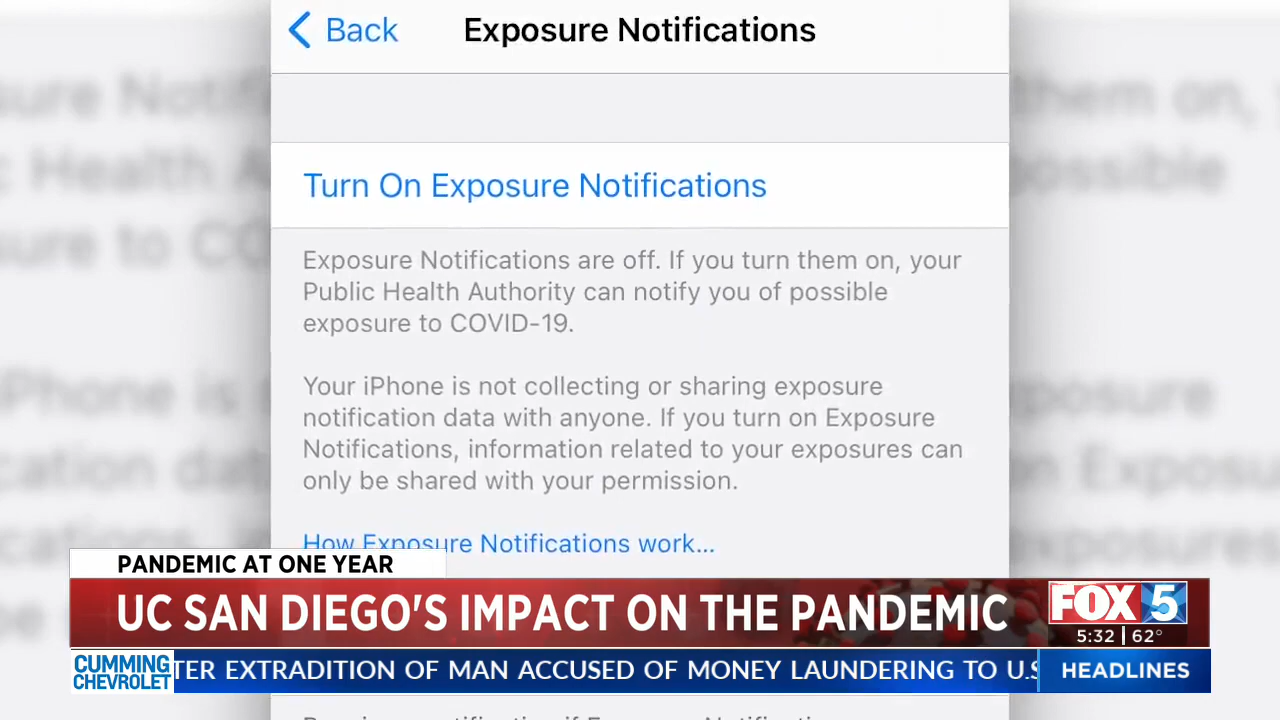 Back
Exposure Notifications
Turn On Exposure Notifications
Exposure Notifications are off. If you turn them on, your
Public Health Authority can notify you of possible
exposure to COVID-19.
Your iPhone is not collecting or sharing exposure
notification data with anyone. If you turn on Exposure
Notifications, information related to your exposures can
only be shared with your permission.
How Exposure Notifications work...
PANDEMIC AT ONE YEAR
UC SAN DIEGO'S IMPACT ON THE PANDEMIC
FOX 5
5:32 | 62°
CUMMING
CHEVROLET
TER EXTRADITION OF MAN ACCUSED OF MONEY LAUNDERING TO U.S
HEADLINES